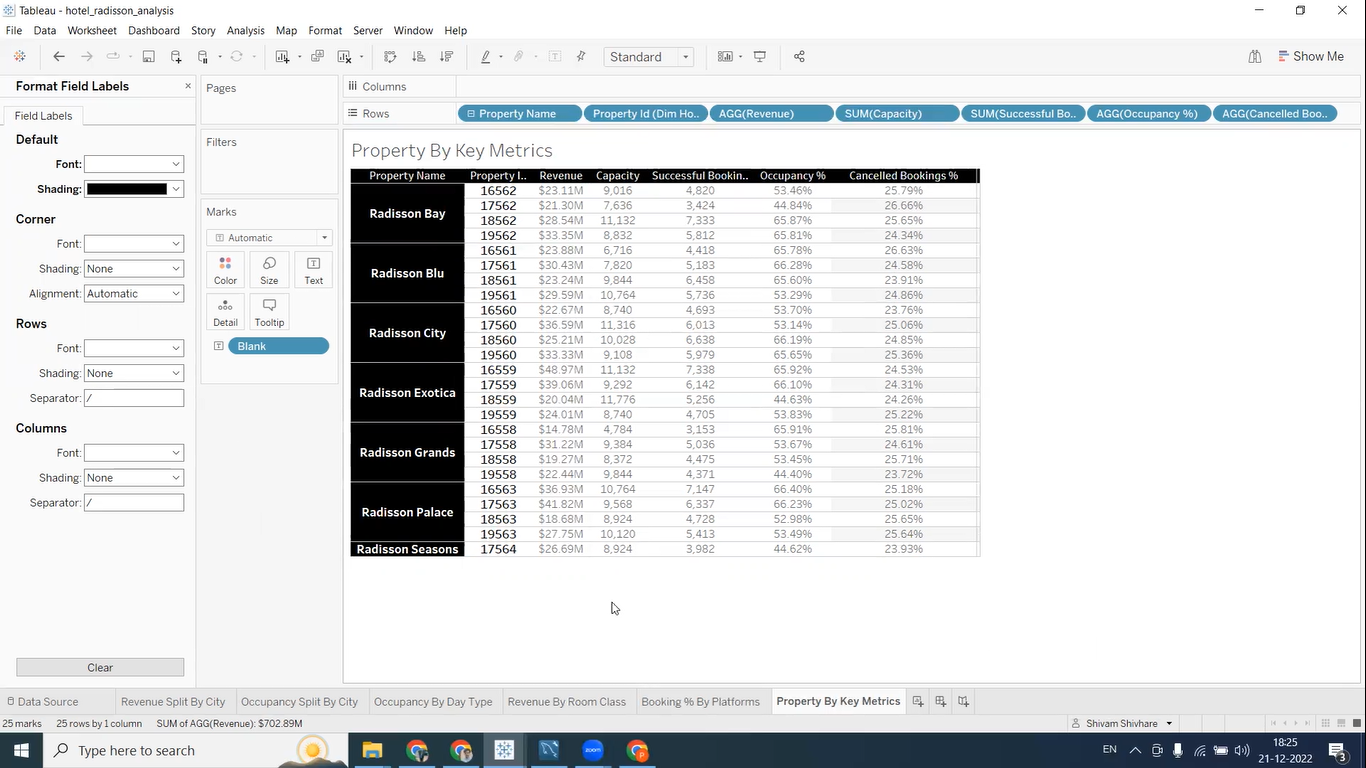 Tableau - hotel_radisson_analysis
File Data Worksheet Dashboard Story Analysis Map Format Server Window Help
Standard Show Me
Format Field Labels ×
Field Labels
Default
Font:
Shading:
Corner
Font:
Shading: None
Alignment: Automatic
Rows
Font:
Shading: None
Separator: /
Columns
Font:
Shading: None
Separator: /
Clear
Pages
Filters
Marks
Automatic
Color Size Text
Detail Tooltip
Blank
Columns
Rows Property Name Property Id (Dim Ho.. AGG(Revenue) SUM(Capacity) SUM(Successful Bo.. AGG(Occupancy %) AGG(Cancelled Boo..
Property By Key Metrics
Property Name Property I.. Revenue Capacity Successful Bookin.. Occupancy % Cancelled Bookings %
Radisson Bay 16562 $23.11M 9,016 4,820 53.46% 25.79%
17562 $21.30M 7,636 3,424 44.84% 26.66%
18562 $28.54M 11,132 7,333 65.87% 25.65%
19562 $33.35M 8,832 5,812 65.81% 24.34%
Radisson Blu 16561 $23.88M 6,716 4,418 65.78% 26.63%
17561 $30.43M 7,820 5,183 66.28% 24.58%
18561 $23.24M 9,844 6,458 65.60% 23.91%
19561 $29.59M 10,764 5,736 53.29% 24.86%
Radisson City 16560 $22.67M 8,740 4,693 53.70% 23.76%
17560 $36.59M 11,316 6,013 53.14% 25.06%
18560 $25.21M 10,028 6,638 66.19% 24.85%
19560 $33.33M 9,108 5,979 65.65% 25.36%
Radisson Exotica 16559 $48.97M 11,132 7,338 65.92% 24.53%
17559 $39.06M 9,292 6,142 66.10% 24.31%
18559 $20.04M 11,776 5,256 44.63% 24.26%
19559 $24.01M 8,740 4,705 53.83% 25.22%
Radisson Grands 16558 $14.78M 4,784 3,153 65.91% 25.81%
17558 $31.22M 9,384 5,036 53.67% 24.61%
18558 $19.27M 8,372 4,475 53.45% 25.71%
19558 $22.44M 9,844 4,371 44.40% 23.72%
Radisson Palace 16563 $36.93M 10,764 7,147 66.40% 25.18%
17563 $41.82M 9,568 6,337 66.23% 25.02%
18563 $18.68M 8,924 4,728 52.98% 25.65%
19563 $27.75M 10,120 5,413 53.49% 25.64%
Radisson Seasons 17564 $26.69M 8,924 3,982 44.62% 23.93%
Data Source Revenue Split By City Occupancy Split By City Occupancy By Day Type Revenue By Room Class Booking % By Platforms Property By Key Metrics
25 marks 25 rows by 1 column SUM of AGG(Revenue): $702.89M Shivam Shivhare
Type here to search zoom EN 18:25
21-12-2022 3